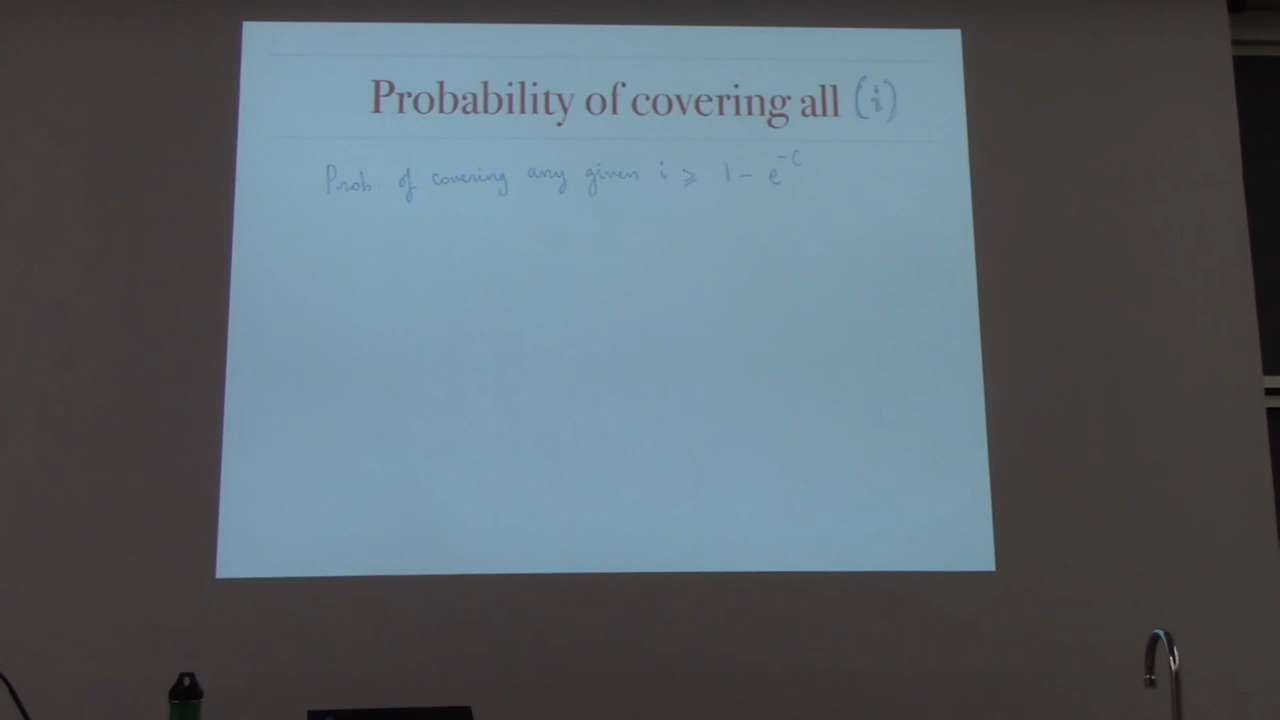 Probability of covering all (i)
Prob. of covering any given i ⩾ 1 - e^{-C}